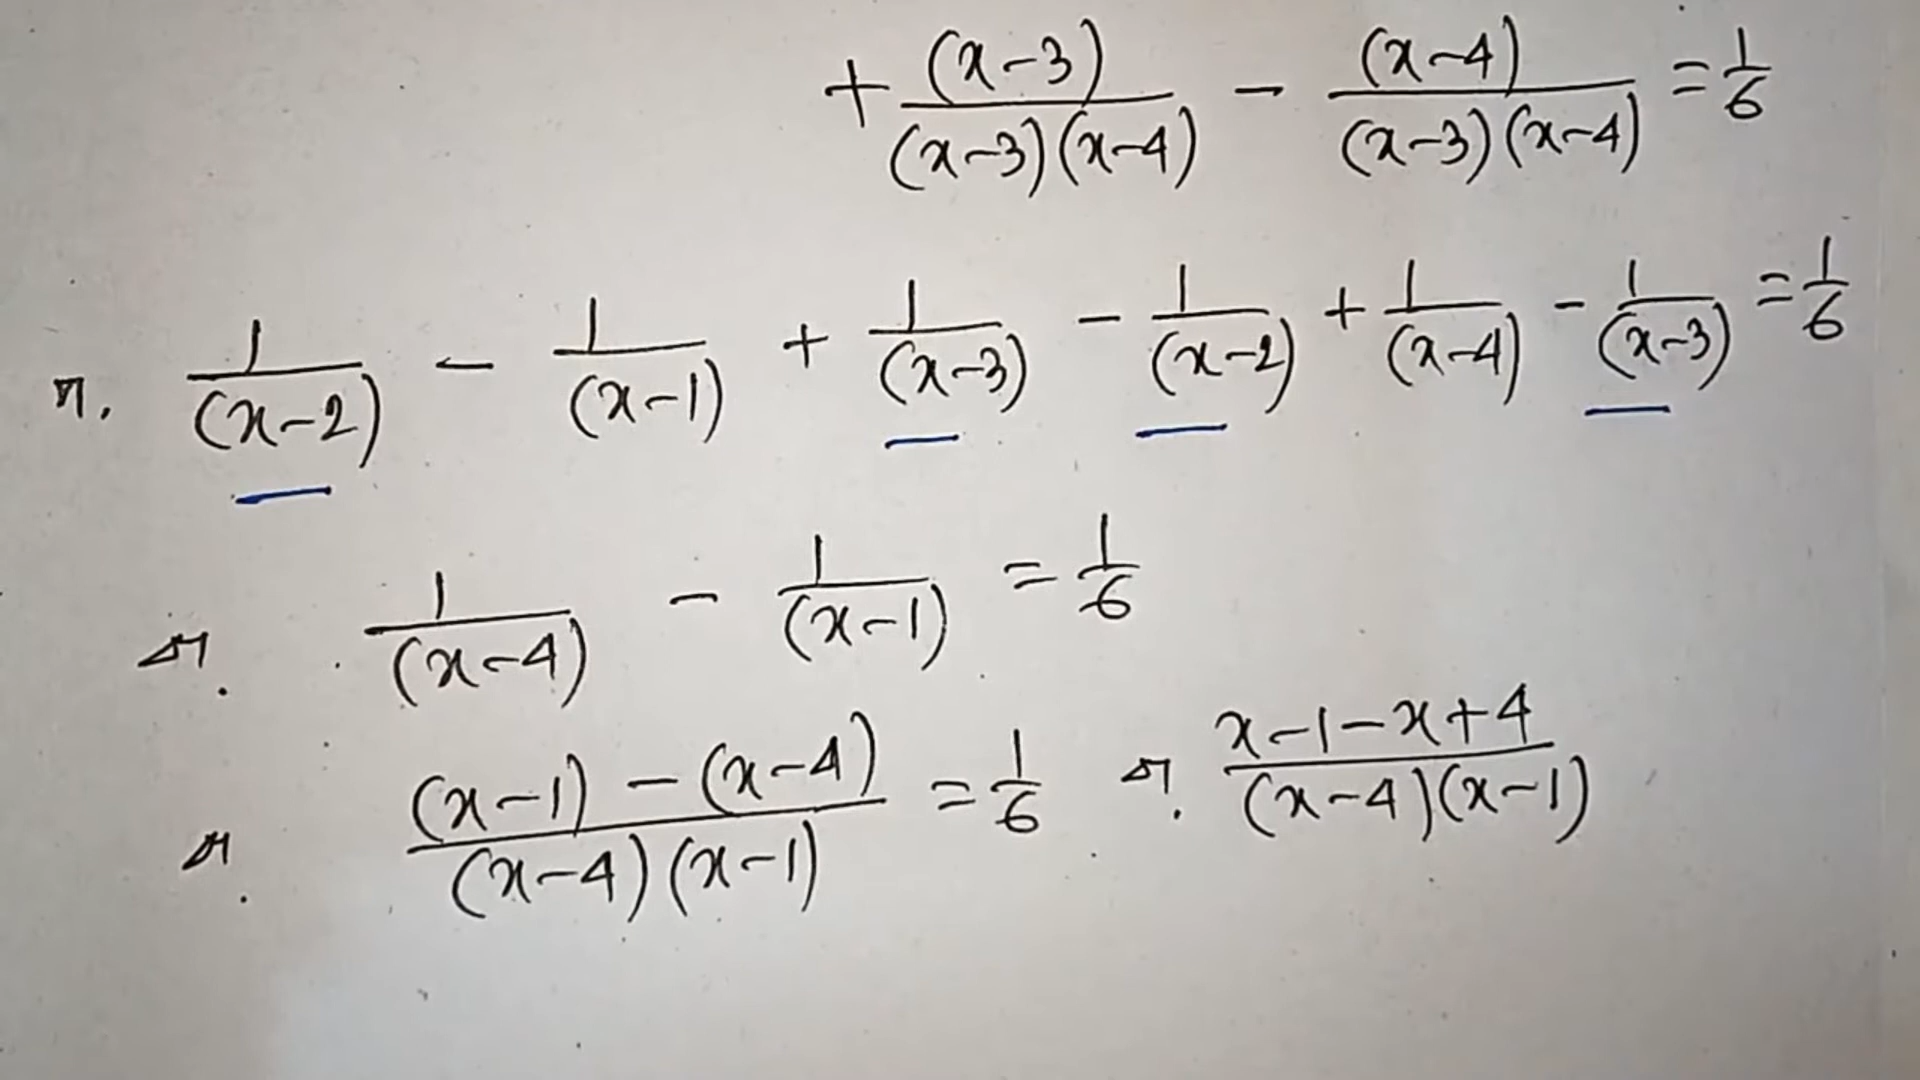 + (x-3)/((x-3)(x-4)) - (x-4)/((x-3)(x-4)) = 1/6
বা, 1/(x-2) - 1/(x-1) + 1/(x-3) - 1/(x-2) + 1/(x-4) - 1/(x-3) = 1/6
বা, 1/(x-4) - 1/(x-1) = 1/6
বা, ((x-1)-(x-4))/((x-4)(x-1)) = 1/6 বা, (x-1-x+4)/((x-4)(x-1))